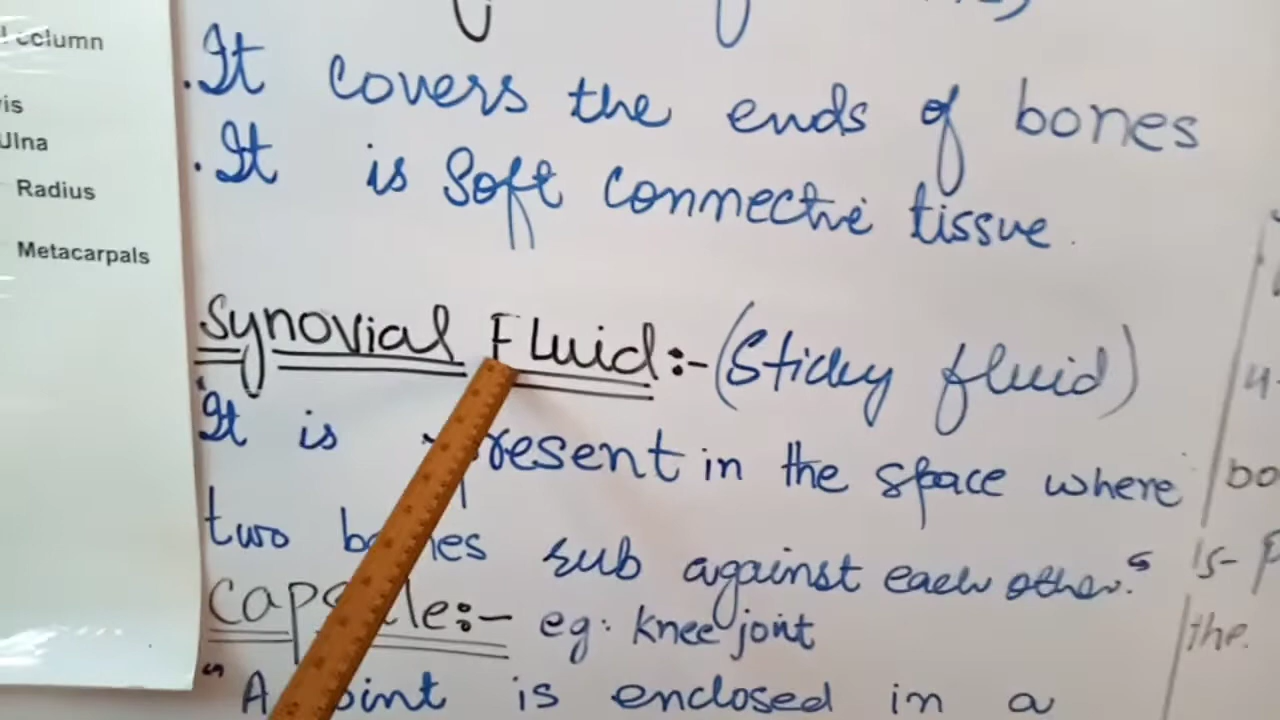 column
Ulna
Radius
Metacarpals
.It covers the ends of bones
.It is Soft connective tissue.
Synovial Fluid:-(Sticky fluid)
It is present in the space where
two bones rub against each other."
Capsule:- eg: knee joint
"A joint is enclosed in a
the.